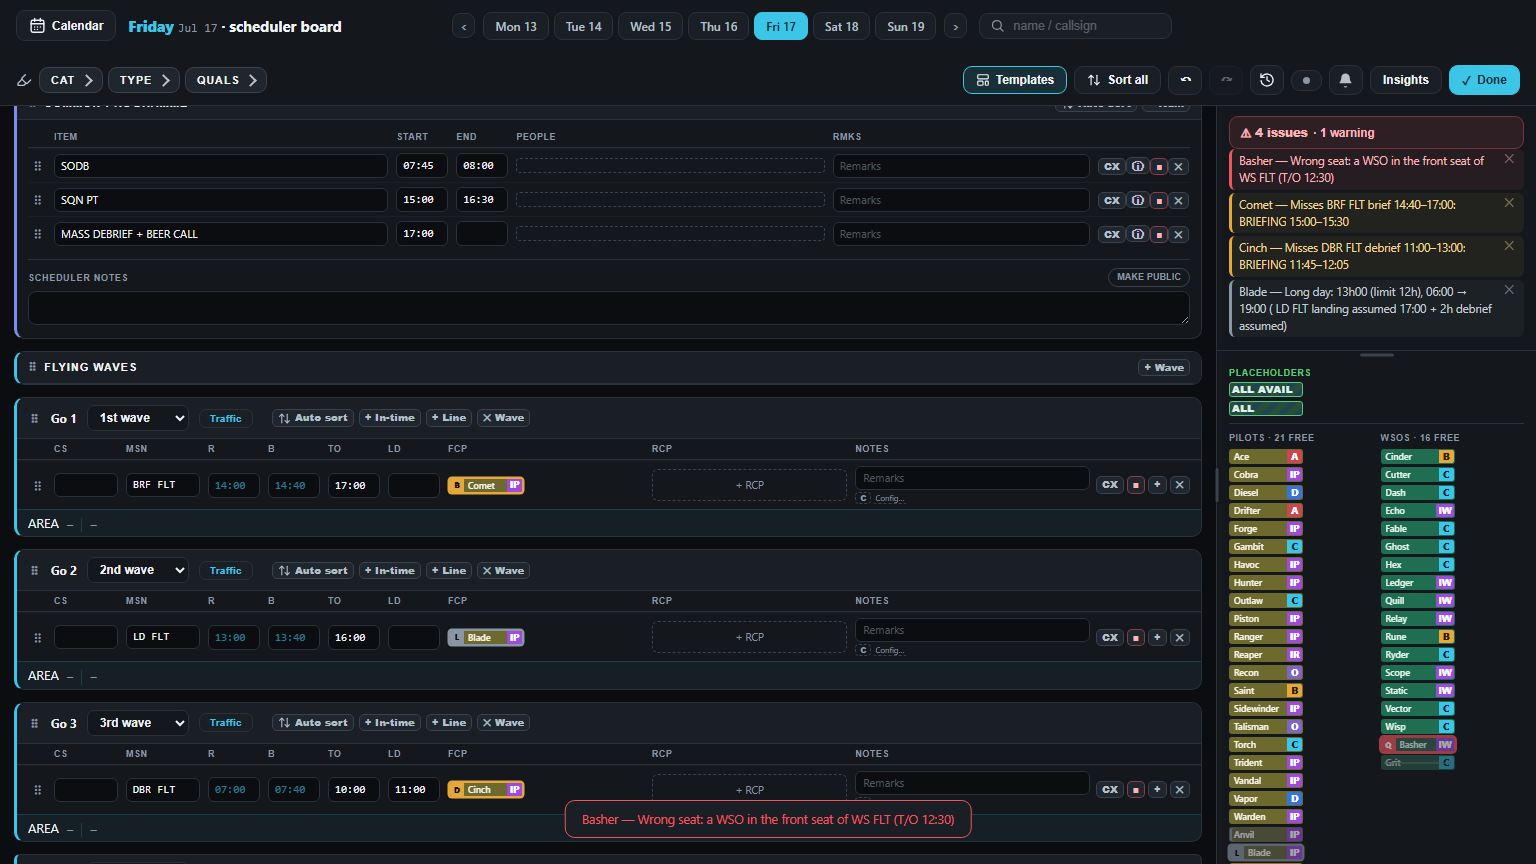 Calendar
Friday Jul 17 · scheduler board
Mon 13
Tue 14
Wed 15
Thu 16
Fri 17
Sat 18
Sun 19
name / callsign
CAT
TYPE
QUALS
Templates
Sort all
Insights
✓ Done
ITEM START END PEOPLE RMKS
SODB 07:45 08:00 Remarks CX
SQN PT 15:00 16:30 Remarks CX
MASS DEBRIEF + BEER CALL 17:00 Remarks CX
SCHEDULER NOTES
MAKE PUBLIC
FLYING WAVES
+ Wave
Go 1 1st wave Traffic Auto sort + In-time + Line × Wave
CS MSN R B TO LD FCP RCP NOTES
BRF FLT 14:00 14:40 17:00 B Comet IP + RCP Remarks CX
C Config...
AREA – –
Go 2 2nd wave Traffic Auto sort + In-time + Line × Wave
CS MSN R B TO LD FCP RCP NOTES
LD FLT 13:00 13:40 16:00 L Blade IP + RCP Remarks CX
C Config...
AREA – –
Go 3 3rd wave Traffic Auto sort + In-time + Line × Wave
CS MSN R B TO LD FCP RCP NOTES
DBR FLT 07:00 07:40 10:00 11:00 D Cinch IP + RCP Remarks CX
AREA – –
Basher — Wrong seat: a WSO in the front seat of WS FLT (T/O 12:30)
⚠ 4 issues · 1 warning
Basher — Wrong seat: a WSO in the front seat of
WS FLT (T/O 12:30)
Comet — Misses BRF FLT brief 14:40–17:00:
BRIEFING 15:00–15:30
Cinch — Misses DBR FLT debrief 11:00–13:00:
BRIEFING 11:45–12:05
Blade — Long day: 13h00 (limit 12h), 06:00 →
19:00 ( LD FLT landing assumed 17:00 + 2h debrief
assumed)
PLACEHOLDERS
ALL AVAIL
ALL
PILOTS · 21 FREE
Ace A
Cobra IP
Diesel D
Drifter A
Forge IP
Gambit C
Havoc IP
Hunter IP
Outlaw C
Piston IP
Ranger IP
Reaper IR
Recon O
Saint B
Sidewinder IP
Talisman O
Torch C
Trident IP
Vandal IP
Vapor D
Warden IP
Anvil IP
L Blade IP
WSOS · 16 FREE
Cinder B
Cutter C
Dash C
Echo IW
Fable C
Ghost C
Hex C
Ledger IW
Quill IW
Relay IW
Rune B
Ryder C
Scope IW
Static IW
Vector C
Wisp C
Q Basher IW
Grit C